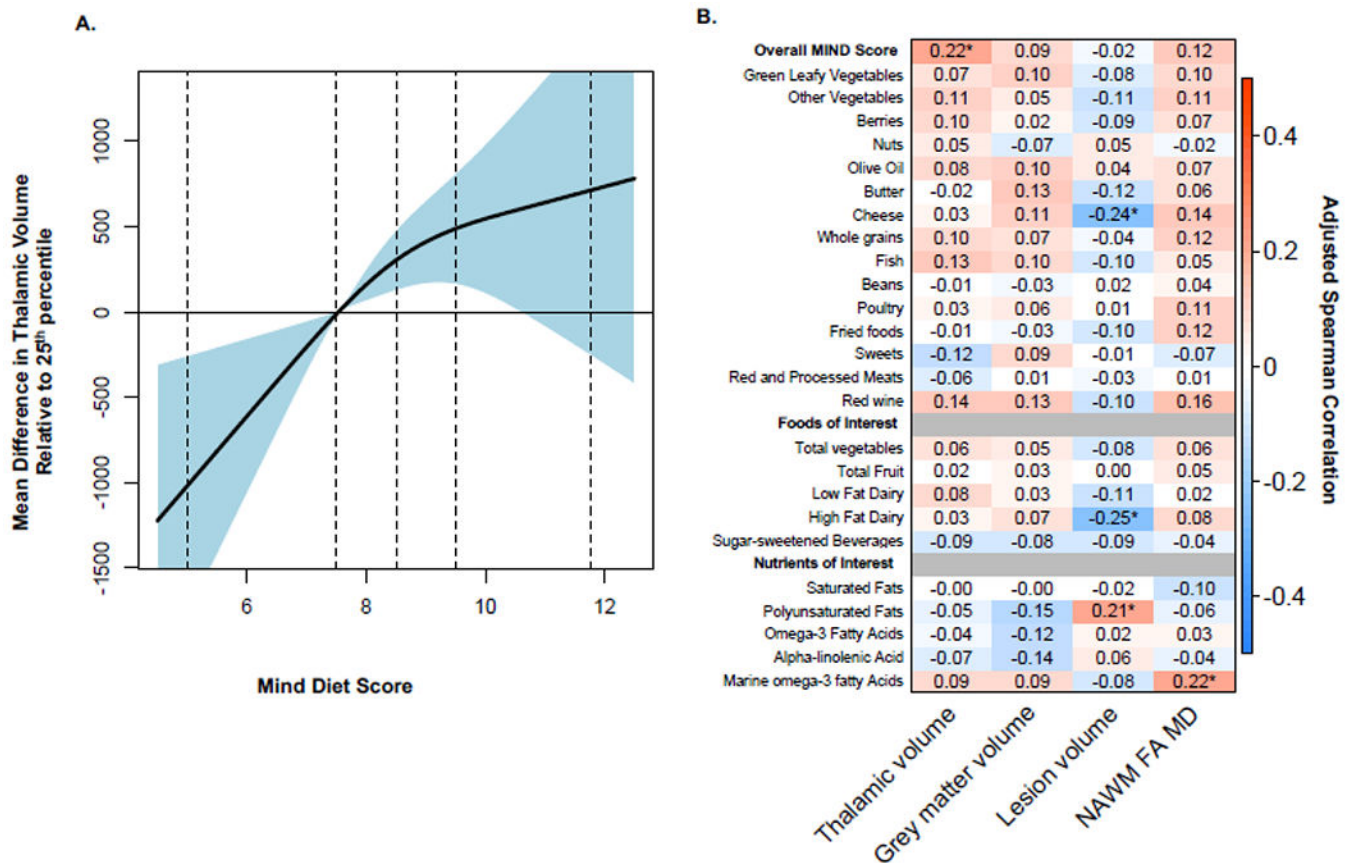 A.
Mean Difference in Thalamic Volume
Relative to 25th percentile
1000
500
0
-500
-1000
-1500
6
8
10
12
Mind Diet Score
B.
Overall MIND Score 0.22* 0.09 -0.02 0.12
Green Leafy Vegetables 0.07 0.10 -0.08 0.10
Other Vegetables 0.11 0.05 -0.11 0.11
Berries 0.10 0.02 -0.09 0.07
Nuts 0.05 -0.07 0.05 -0.02
Olive Oil 0.08 0.10 0.04 0.07
Butter -0.02 0.13 -0.12 0.06
Cheese 0.03 0.11 -0.24* 0.14
Whole grains 0.10 0.07 -0.04 0.12
Fish 0.13 0.10 -0.10 0.05
Beans -0.01 -0.03 0.02 0.04
Poultry 0.03 0.06 0.01 0.11
Fried foods -0.01 -0.03 -0.10 0.12
Sweets -0.12 0.09 -0.01 -0.07
Red and Processed Meats -0.06 0.01 -0.03 0.01
Red wine 0.14 0.13 -0.10 0.16
Foods of Interest
Total vegetables 0.06 0.05 -0.08 0.06
Total Fruit 0.02 0.03 0.00 0.05
Low Fat Dairy 0.08 0.03 -0.11 0.02
High Fat Dairy 0.03 0.07 -0.25* 0.08
Sugar-sweetened Beverages -0.09 -0.08 -0.09 -0.04
Nutrients of Interest
Saturated Fats -0.00 -0.00 -0.02 -0.10
Polyunsaturated Fats -0.05 -0.15 0.21* -0.06
Omega-3 Fatty Acids -0.04 -0.12 0.02 0.03
Alpha-linolenic Acid -0.07 -0.14 0.06 -0.04
Marine omega-3 fatty Acids 0.09 0.09 -0.08 0.22*
Thalamic volume
Grey matter volume
Lesion volume
NAWM FA MD
0.4
0.2
0
-0.2
-0.4
Adjusted Spearman Correlation